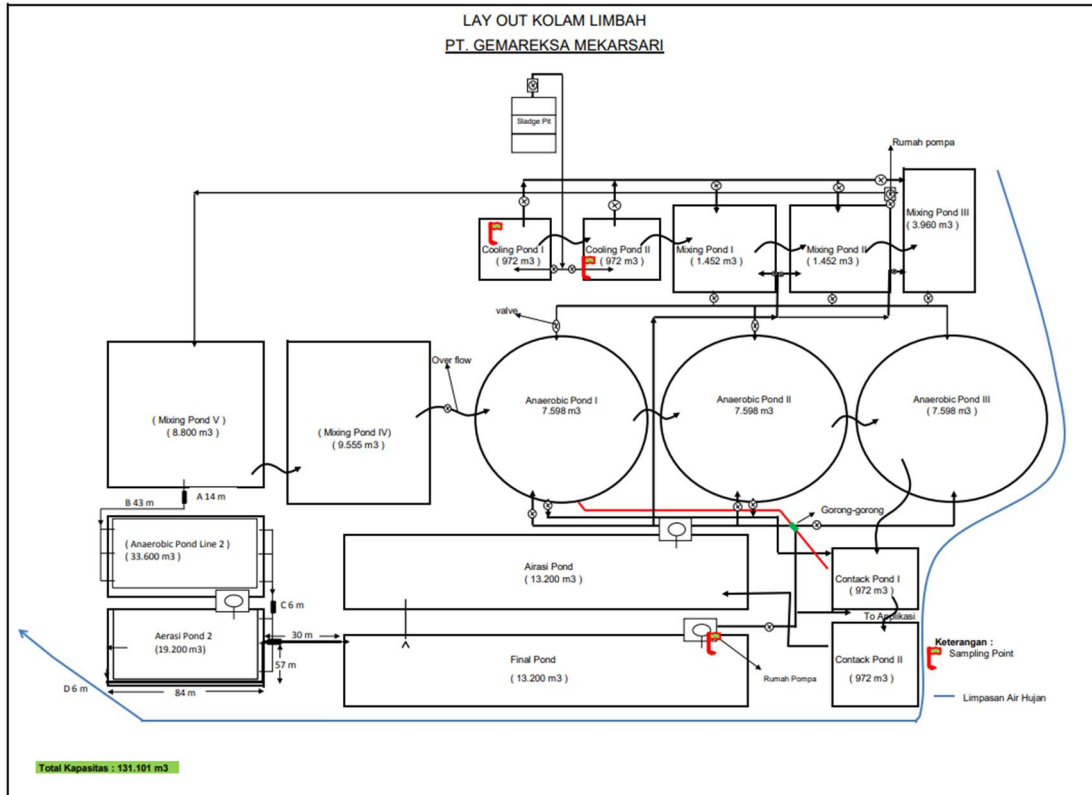 LAY OUT KOLAM LIMBAH
PT. GEMAREKSA MEKARSARI
Sladge Pit
Rumah pompa
Cooling Pond I
( 972 m3 )
Cooling Pond II
( 972 m3 )
Mixing Pond I
( 1.452 m3 )
Mixing Pond II
( 1.452 m3 )
Mixing Pond III
( 3.960 m3 )
valve
Over flow
( Mixing Pond V )
( 8.800 m3 )
( Mixing Pond IV)
( 9.555 m3 )
Anaerobic Pond I
7.598 m3
Anaerobic Pond II
7.598 m3
Anaerobic Pond III
( 7.598 m3 )
A 14 m
B 43 m
Gorong-gorong
( Anaerobic Pond Line 2 )
( 33.600 m3 )
Airasi Pond
( 13.200 m3 )
Contack Pond I
( 972 m3 )
C 6 m
To Applikasi
Aerasi Pond 2
(19.200 m3)
30 m
57 m
D 6 m
84 m
Final Pond
( 13.200 m3 )
Rumah Pompa
Contack Pond II
( 972 m3 )
Keterangan :
Sampling Point
Limpasan Air Hujan
Total Kapasitas : 131.101 m3